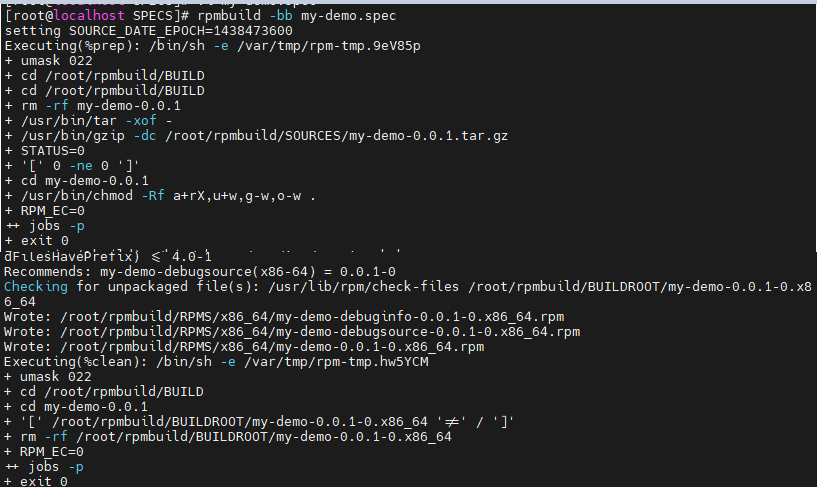 [root@localhost SPECS]# rpmbuild -bb my-demo.spec
setting SOURCE_DATE_EPOCH=1438473600
Executing(%prep): /bin/sh -e /var/tmp/rpm-tmp.9eV85p
+ umask 022
+ cd /root/rpmbuild/BUILD
+ cd /root/rpmbuild/BUILD
+ rm -rf my-demo-0.0.1
+ /usr/bin/tar -xof -
+ /usr/bin/gzip -dc /root/rpmbuild/SOURCES/my-demo-0.0.1.tar.gz
+ STATUS=0
+ '[' 0 -ne 0 ']'
+ cd my-demo-0.0.1
+ /usr/bin/chmod -Rf a+rX,u+w,g-w,o-w .
+ RPM_EC=0
++ jobs -p
+ exit 0
dFilesHavePrefix) <= 4.0-1
Recommends: my-demo-debugsource(x86-64) = 0.0.1-0
Checking for unpackaged file(s): /usr/lib/rpm/check-files /root/rpmbuild/BUILDROOT/my-demo-0.0.1-0.x8
6_64
Wrote: /root/rpmbuild/RPMS/x86_64/my-demo-debuginfo-0.0.1-0.x86_64.rpm
Wrote: /root/rpmbuild/RPMS/x86_64/my-demo-debugsource-0.0.1-0.x86_64.rpm
Wrote: /root/rpmbuild/RPMS/x86_64/my-demo-0.0.1-0.x86_64.rpm
Executing(%clean): /bin/sh -e /var/tmp/rpm-tmp.hw5YCM
+ umask 022
+ cd /root/rpmbuild/BUILD
+ cd my-demo-0.0.1
+ '[' /root/rpmbuild/BUILDROOT/my-demo-0.0.1-0.x86_64 '!=' / ']'
+ rm -rf /root/rpmbuild/BUILDROOT/my-demo-0.0.1-0.x86_64
+ RPM_EC=0
++ jobs -p
+ exit 0